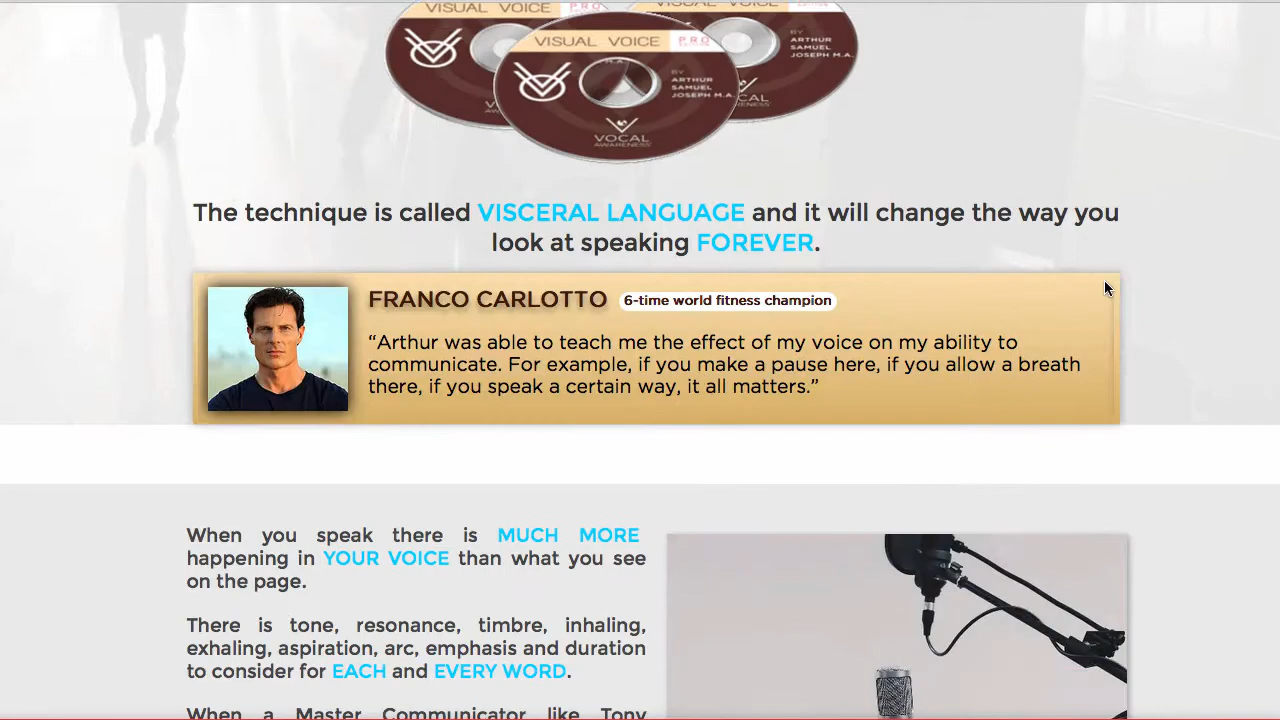 VISUAL VOICE PRO
VISUAL VOICE PRO
BY
ARTHUR
SAMUEL
JOSEPH M.A.
VOCAL
AWARENESS
BY
ARTHUR
SAMUEL
JOSEPH M.A.
The technique is called VISCERAL LANGUAGE and it will change the way you
look at speaking FOREVER.
FRANCO CARLOTTO 6-time world fitness champion
“Arthur was able to teach me the effect of my voice on my ability to
communicate. For example, if you make a pause here, if you allow a breath
there, if you speak a certain way, it all matters.”
When you speak there is MUCH MORE
happening in YOUR VOICE than what you see
on the page.
There is tone, resonance, timbre, inhaling,
exhaling, aspiration, arc, emphasis and duration
to consider for EACH and EVERY WORD.
When a Master Communicator like Tony